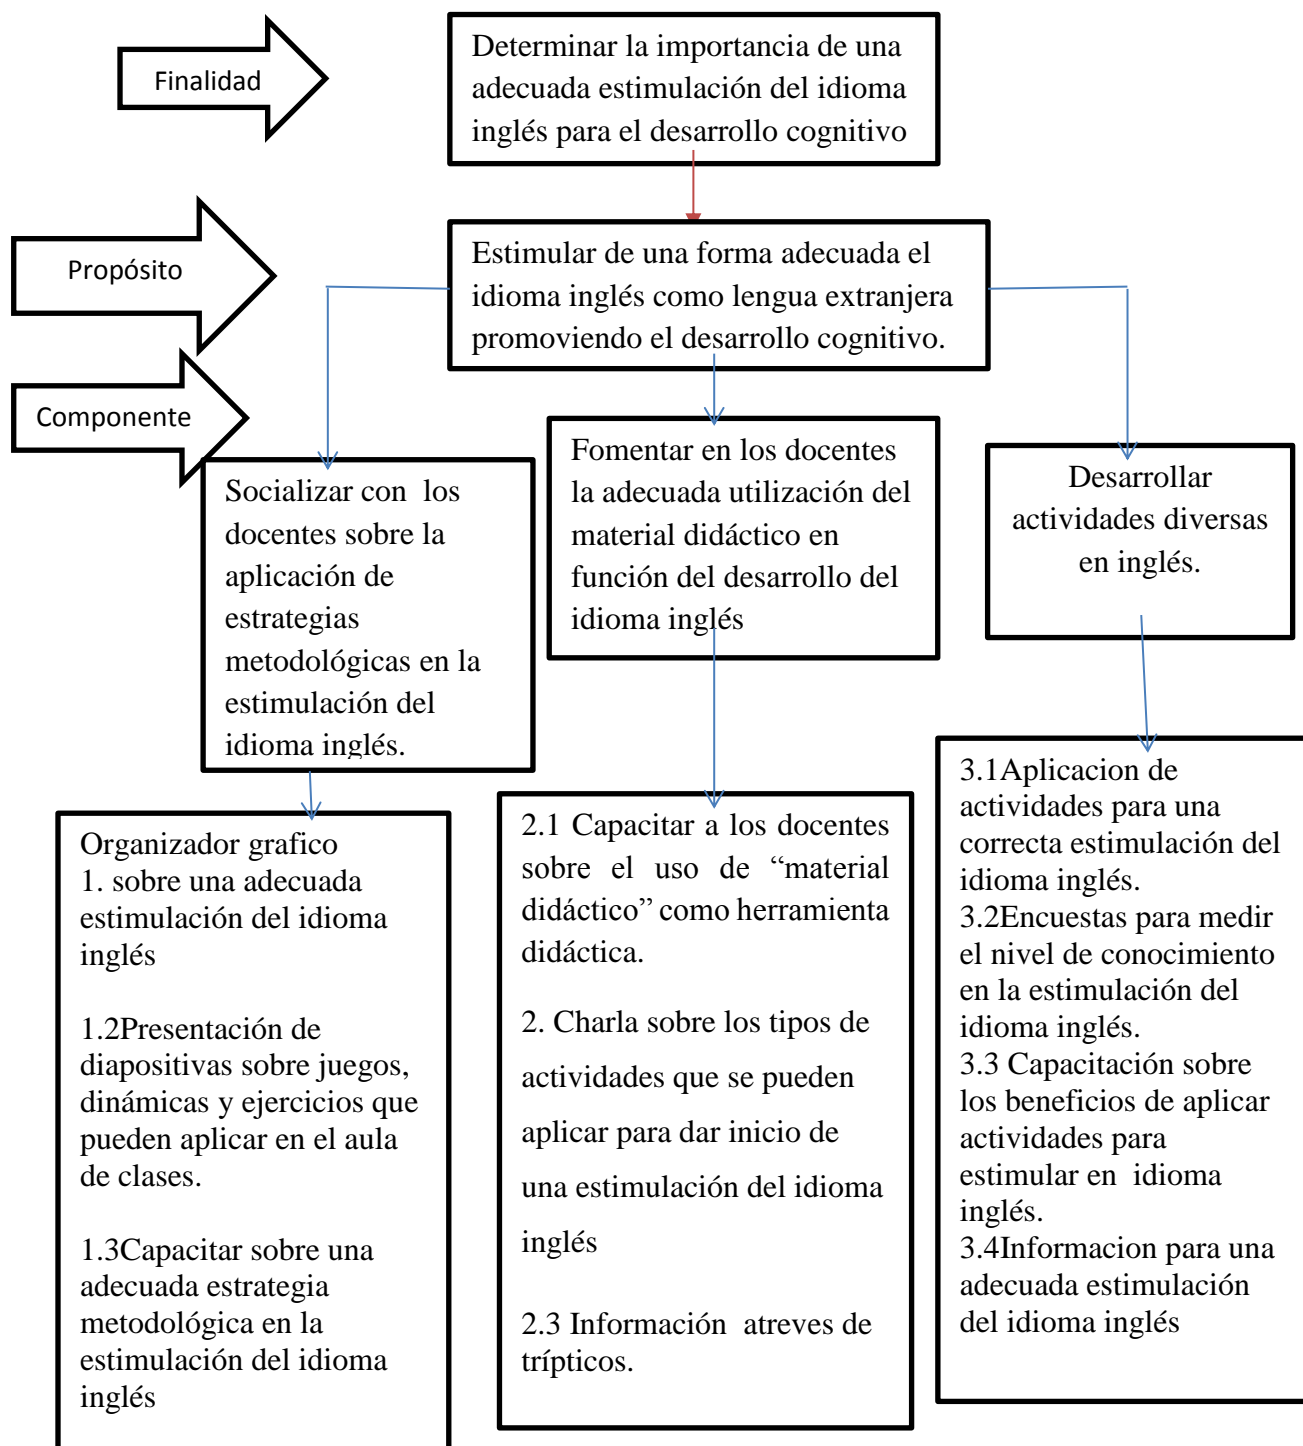 Finalidad
Determinar la importancia de una
adecuada estimulación del idioma
inglés para el desarrollo cognitivo
Propósito
Estimular de una forma adecuada el
idioma inglés como lengua extranjera
promoviendo el desarrollo cognitivo.
Componente
Socializar con los
docentes sobre la
aplicación de
estrategias
metodológicas en la
estimulación del
idioma inglés.
Fomentar en los docentes
la adecuada utilización del
material didáctico en
función del desarrollo del
idioma inglés
Desarrollar
actividades diversas
en inglés.
Organizador grafico
1. sobre una adecuada
estimulación del idioma
inglés
1.2Presentación de
diapositivas sobre juegos,
dinámicas y ejercicios que
pueden aplicar en el aula
de clases.
1.3Capacitar sobre una
adecuada estrategia
metodológica en la
estimulación del idioma
inglés
2.1 Capacitar a los docentes
sobre el uso de “material
didáctico” como herramienta
didáctica.
2. Charla sobre los tipos de
actividades que se pueden
aplicar para dar inicio de
una estimulación del idioma
inglés
2.3 Información atreves de
trípticos.
3.1Aplicacion de
actividades para una
correcta estimulación del
idioma inglés.
3.2Encuestas para medir
el nivel de conocimiento
en la estimulación del
idioma inglés.
3.3 Capacitación sobre
los beneficios de aplicar
actividades para
estimular en idioma
inglés.
3.4Informacion para una
adecuada estimulación
del idioma inglés